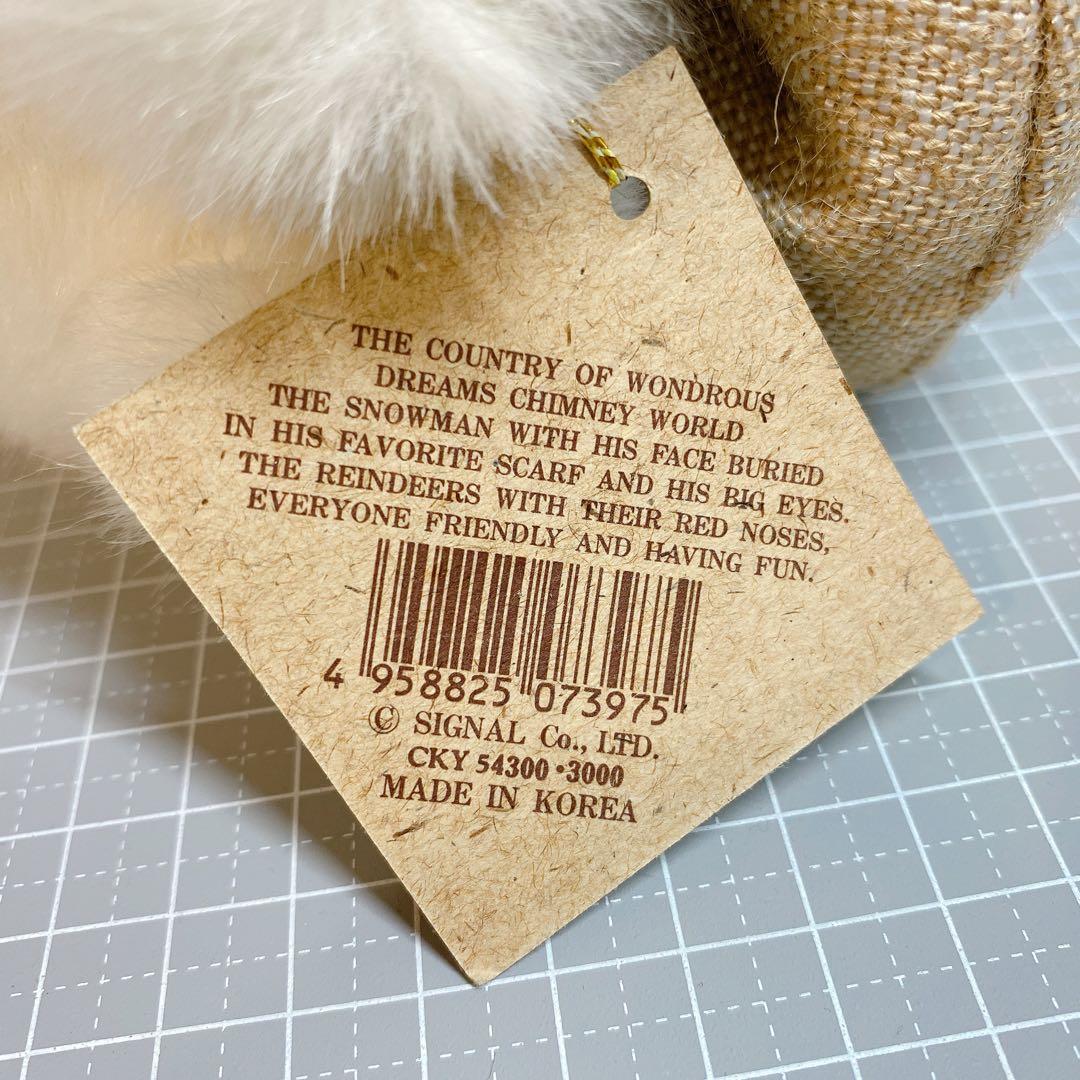 THE COUNTRY OF WONDROUS
DREAMS CHIMNEY WORLD
THE SNOWMAN WITH HIS FACE BURIED
IN HIS FAVORITE SCARF AND HIS BIG EYES.
THE REINDEERS WITH THEIR RED NOSES,
EVERYONE FRIENDLY AND HAVING FUN.
4 958825 073975
© SIGNAL Co., LTD.
CKY 54300・3000
MADE IN KOREA